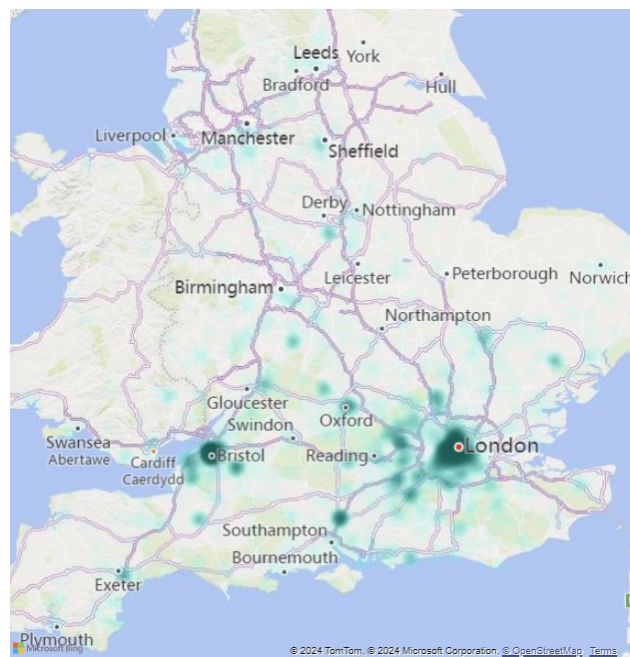 Leeds
York
Bradford
Hull
Liverpool
Manchester
Sheffield
Derby
Nottingham
Leicester
Peterborough
Norwich
Birmingham
Northampton
Gloucester
Oxford
Swansea
Abertawe
Cardiff
Caerdydd
Swindon
Bristol
Reading
London
Southampton
Bournemouth
Exeter
Plymouth
Microsoft Bing
© 2024 TomTom, © 2024 Microsoft Corporation, © OpenStreetMap Terms